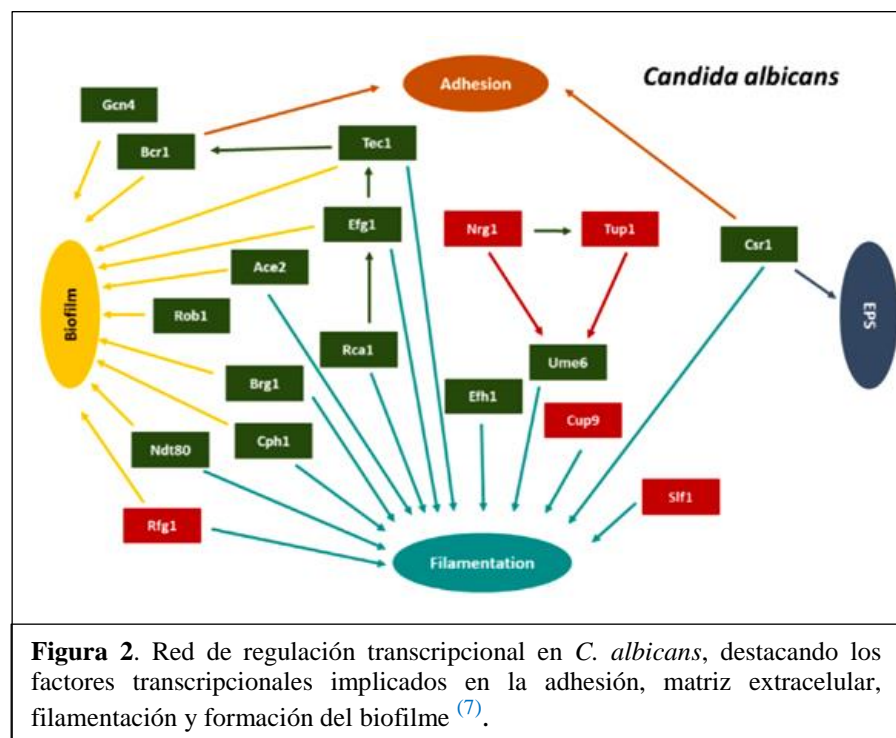 Adhesion
Candida albicans
Gcn4
Bcr1
Tec1
Efg1
Nrg1
Tup1
Csr1
Ace2
Biofilm
Rob1
EPS
Rca1
Ume6
Brg1
Efh1
Cup9
Cph1
Ndt80
Slf1
Rfg1
Filamentation
Figura 2. Red de regulación transcripcional en C. albicans, destacando los
factores transcripcionales implicados en la adhesión, matriz extracelular,
filamentación y formación del biofilme (7).